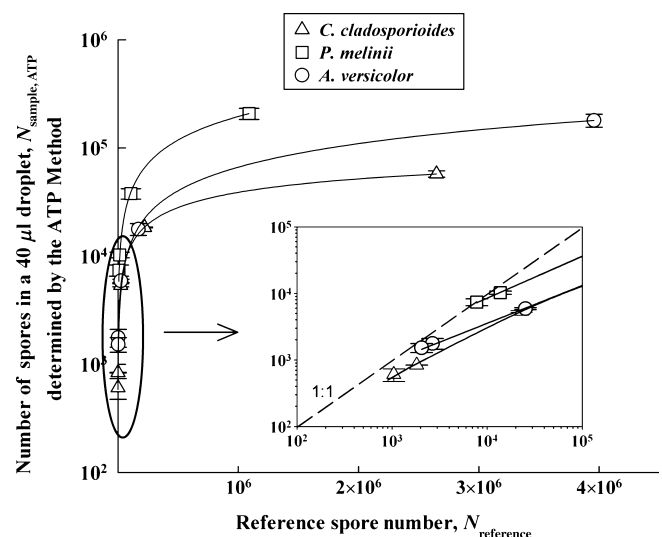 C. cladosporioides
P. melinii
A. versicolor
Number of spores in a 40 µl droplet, N_sample, ATP
determined by the ATP Method
10⁶
10⁵
10⁴
10³
10²
10⁵
10⁴
10³
10²
1:1
10² 10³ 10⁴ 10⁵
10⁶ 2×10⁶ 3×10⁶ 4×10⁶
Reference spore number, N_reference